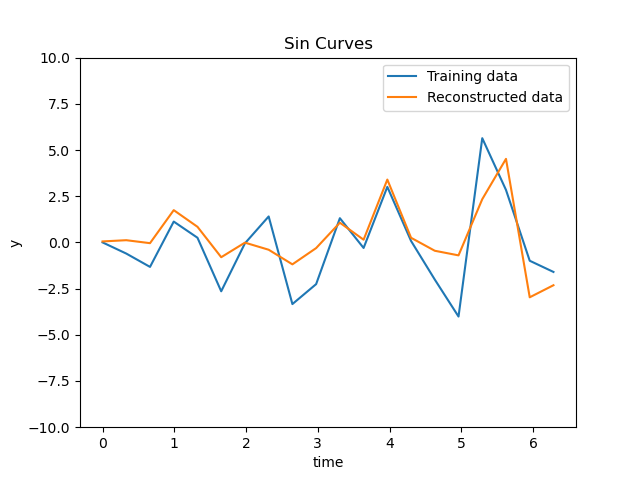 Sin Curves
Training data
Reconstructed data
10.0
7.5
5.0
2.5
0.0
−2.5
−5.0
−7.5
−10.0
y
0 1 2 3 4 5 6
time